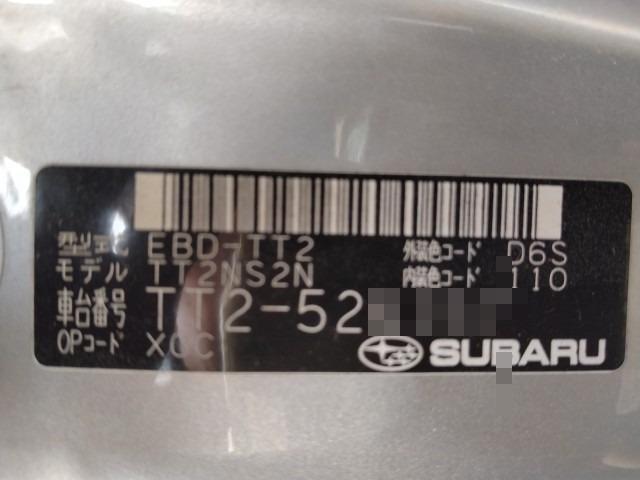 型式 EBD-TT2 外装色コード D6S
モデル TT2NS2N 内装色コード 110
車台番号 TT2-52
OPコード XCC SUBARU